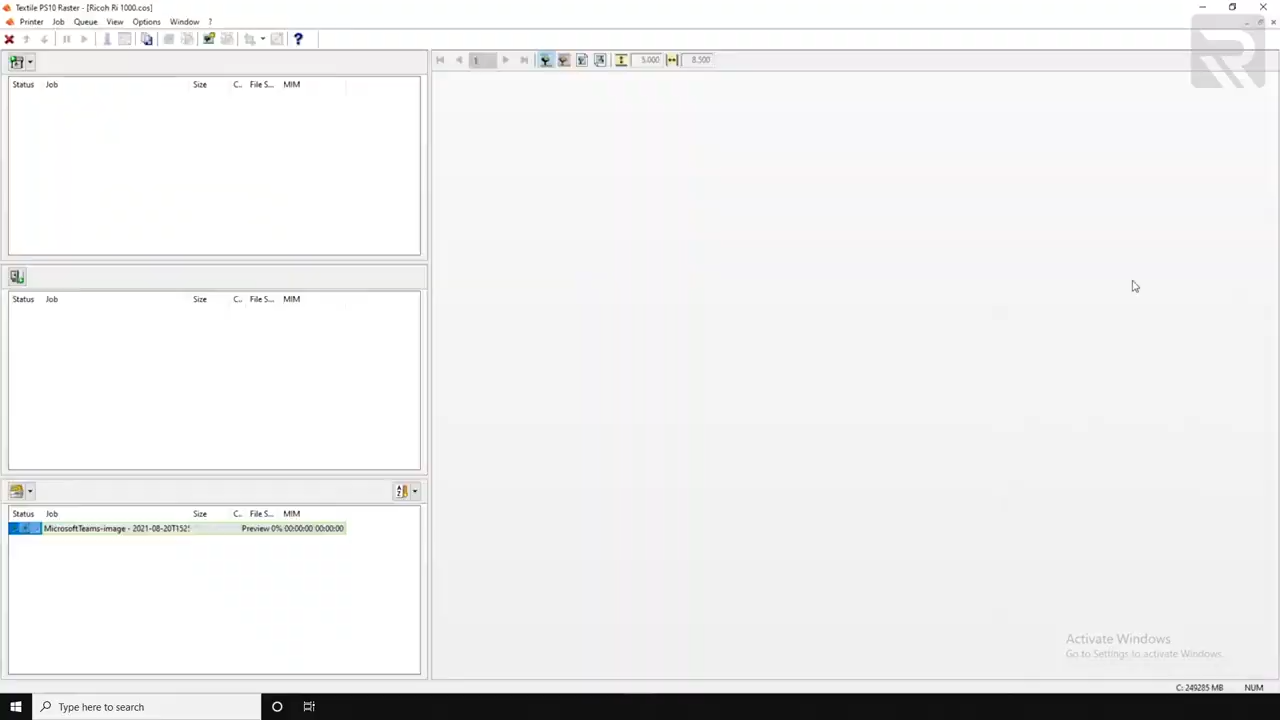 Textile PS10 Raster - [Ricoh Ri 1000.cos]
Printer Job Queue View Options Window ?
1 5.000 8.500
Status Job Size C.. File S... MIM
Status Job Size C.. File S... MIM
Status Job Size C.. File S... MIM
MicrosoftTeams-image - 2021-08-20T152 Preview 0% 00:00:00 00:00:00
Activate Windows
Go to Settings to activate Windows.
C: 249285 MB NUM
Type here to search